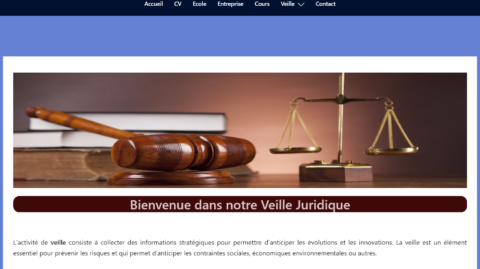 Accueil CV Ecole Entreprise Cours Veille Contact
Bienvenue dans notre Veille Juridique
L'activité de veille consiste à collecter des informations stratégiques pour permettre d'anticiper les évolutions et les innovations. La veille est un élément
essentiel pour prévenir les risques et qui permet d'anticiper les contraintes sociales, économiques environnementales ou autres.